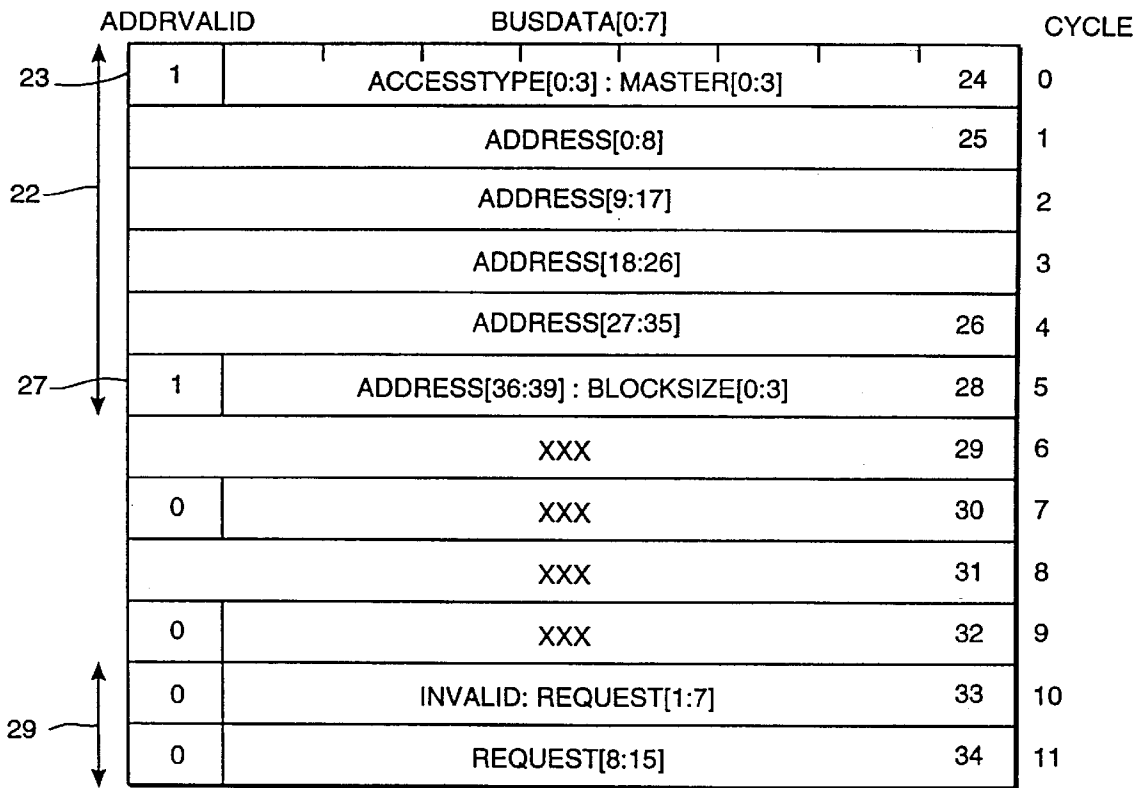 ADDRVALID BUSDATA[0:7] CYCLE
23 1 ACCESSTYPE[0:3] : MASTER[0:3] 24 0
ADDRESS[0:8] 25 1
22 ADDRESS[9:17] 2
ADDRESS[18:26] 3
ADDRESS[27:35] 26 4
27 1 ADDRESS[36:39] : BLOCKSIZE[0:3] 28 5
XXX 29 6
0 XXX 30 7
XXX 31 8
0 XXX 32 9
0 INVALID: REQUEST[1:7] 33 10
29
0 REQUEST[8:15] 34 11